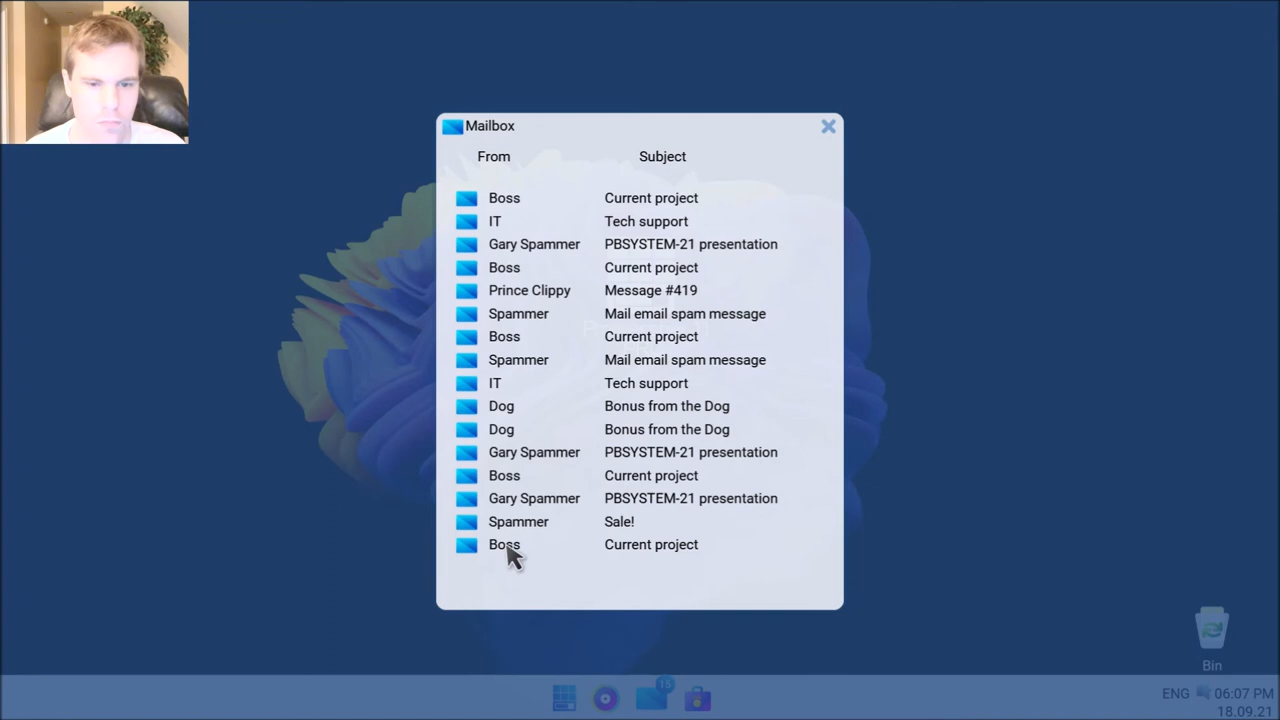 Mailbox
From Subject
Boss Current project
IT Tech support
Gary Spammer PBSYSTEM-21 presentation
Boss Current project
Prince Clippy Message #419
Spammer Mail email spam message
Boss Current project
Spammer Mail email spam message
IT Tech support
Dog Bonus from the Dog
Dog Bonus from the Dog
Gary Spammer PBSYSTEM-21 presentation
Boss Current project
Gary Spammer PBSYSTEM-21 presentation
Spammer Sale!
Boss Current project
Bin
15
ENG 06:07 PM
18.09.21